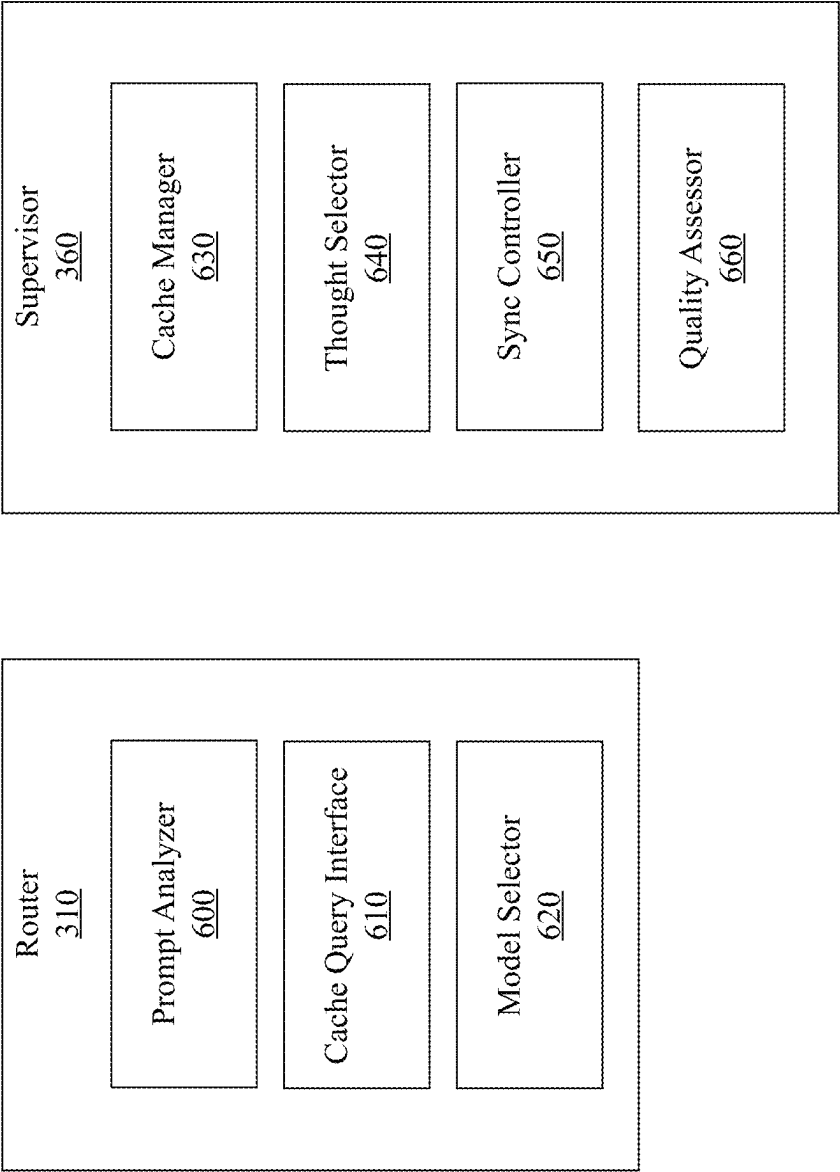 Router
310
Prompt Analyzer
600
Cache Query Interface
610
Model Selector
620
Supervisor
360
Cache Manager
630
Thought Selector
640
Sync Controller
650
Quality Assessor
660